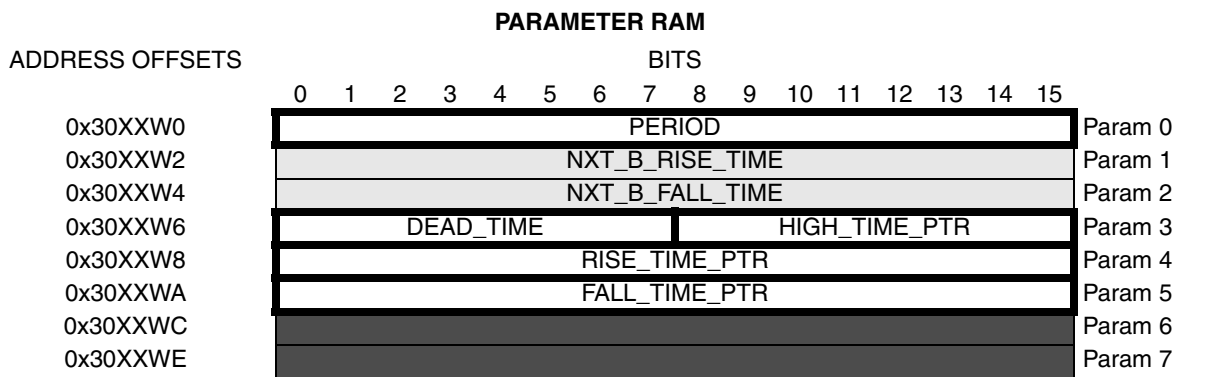 PARAMETER RAM
ADDRESS OFFSETS BITS
0 1 2 3 4 5 6 7 8 9 10 11 12 13 14 15
0x30XXW0 PERIOD Param 0
0x30XXW2 NXT_B_RISE_TIME Param 1
0x30XXW4 NXT_B_FALL_TIME Param 2
0x30XXW6 DEAD_TIME HIGH_TIME_PTR Param 3
0x30XXW8 RISE_TIME_PTR Param 4
0x30XXWA FALL_TIME_PTR Param 5
0x30XXWC Param 6
0x30XXWE Param 7